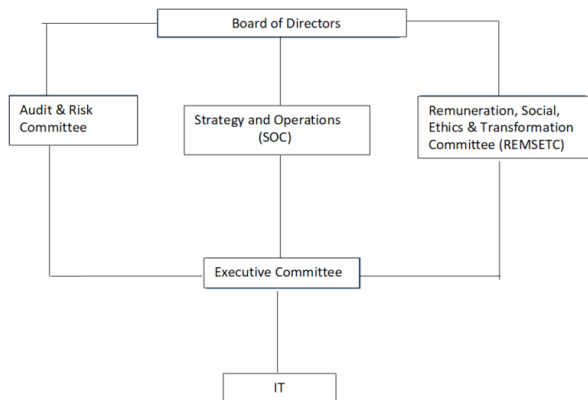 Board of Directors
Audit & Risk
Committee
Strategy and Operations
(SOC)
Remuneration, Social,
Ethics & Transformation
Committee (REMSETC)
Executive Committee
IT